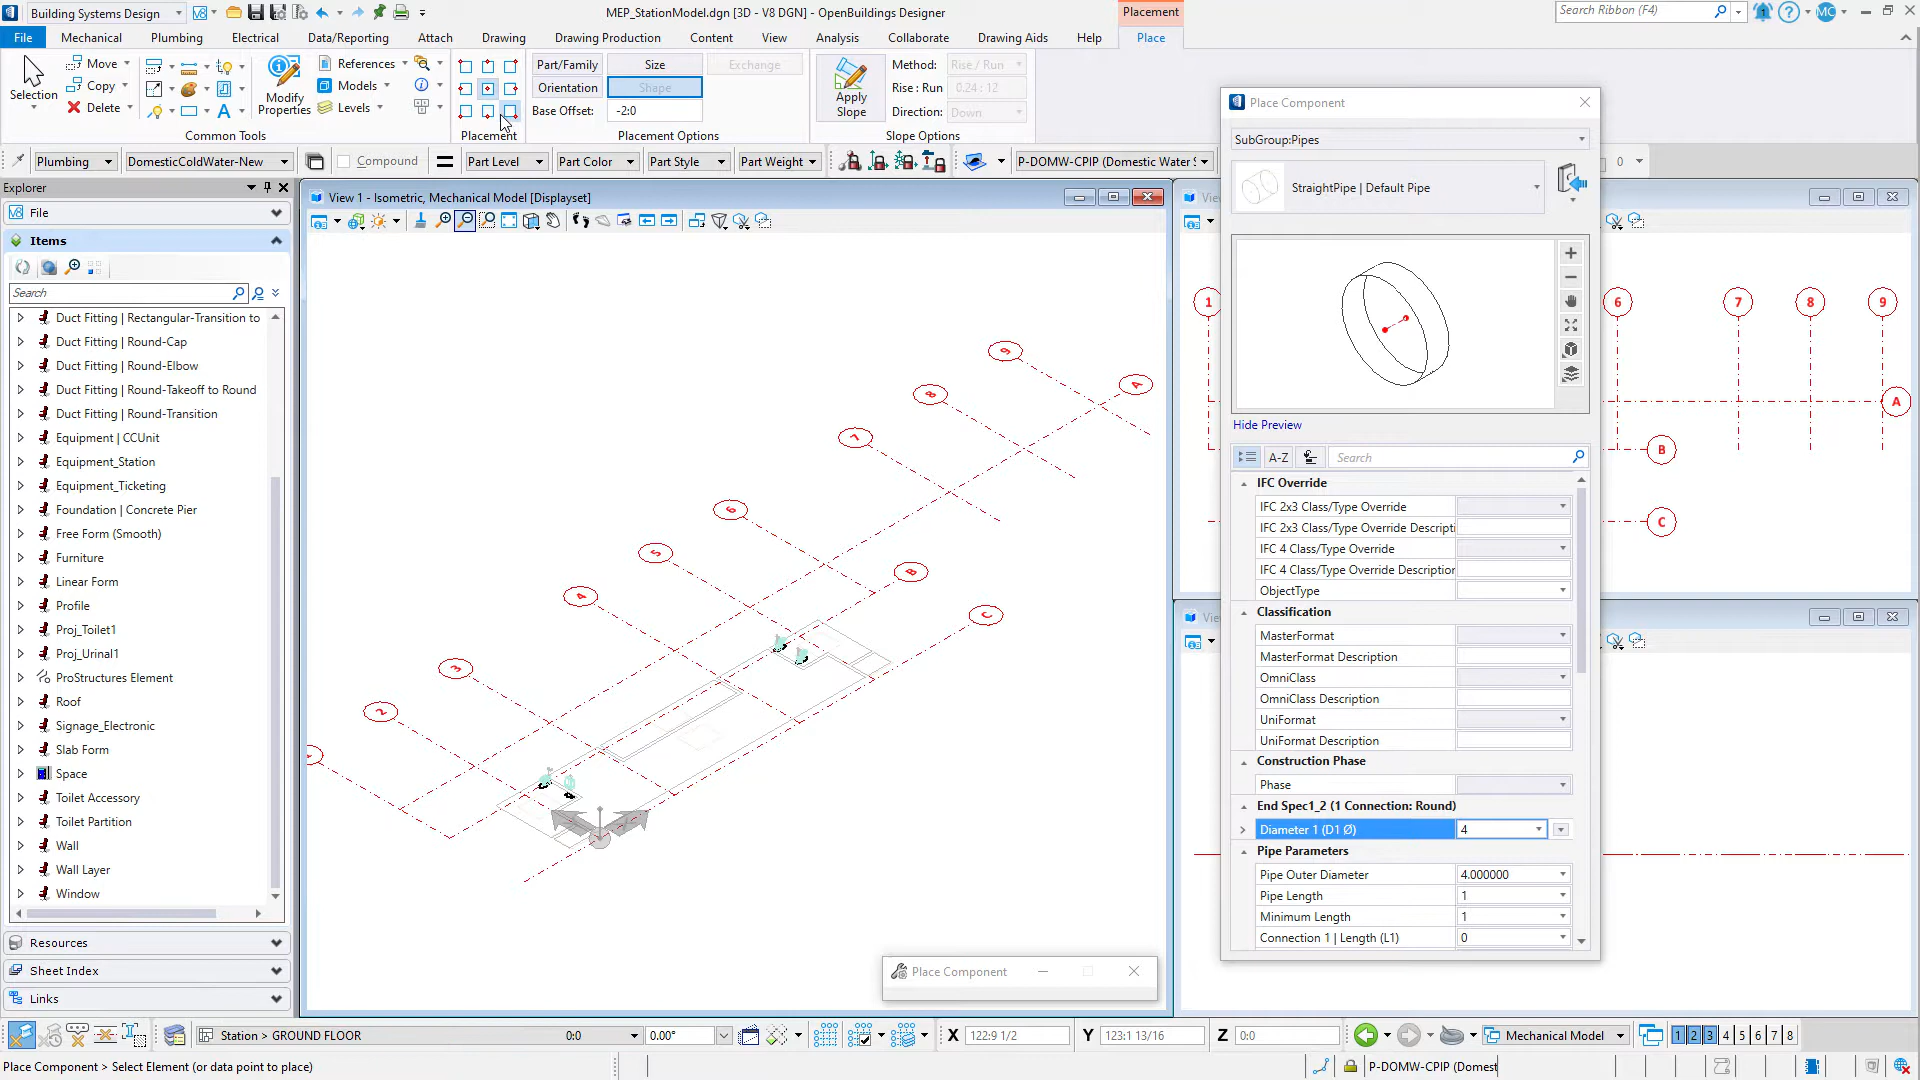 Building Systems Design
MEP_StationModel.dgn [3D - V8 DGN] - OpenBuildings Designer
Placement
Search Ribbon (F4)
MC
File
Mechanical
Plumbing
Electrical
Data/Reporting
Attach
Drawing
Drawing Production
Content
View
Analysis
Collaborate
Drawing Aids
Help
Place
Selection
Move
Copy
Delete
Modify
Properties
References
Models
Levels
Common Tools
Placement
Part/Family
Size
Exchange
Orientation
Shape
Base Offset:
-2:0
Placement Options
Apply
Slope
Method:
Rise / Run
Rise : Run
0.24 : 12
Direction:
Down
Slope Options
Plumbing
DomesticColdWater-New
Compound
Part Level
Part Color
Part Style
Part Weight
P-DOMW-CPIP (Domestic Water S
0
Explorer
File
Items
Search
Duct Fitting | Rectangular-Transition to
Duct Fitting | Round-Cap
Duct Fitting | Round-Elbow
Duct Fitting | Round-Takeoff to Round
Duct Fitting | Round-Transition
Equipment | CCUnit
Equipment_Station
Equipment_Ticketing
Foundation | Concrete Pier
Free Form (Smooth)
Furniture
Linear Form
Profile
Proj_Toilet1
Proj_Urinal1
ProStructures Element
Roof
Signage_Electronic
Slab Form
Space
Toilet Accessory
Toilet Partition
Wall
Wall Layer
Window
Resources
Sheet Index
Links
View 1 - Isometric, Mechanical Model [Displayset]
9
A
8
7
6
5
B
4
C
3
2
Place Component
Place Component
SubGroup:Pipes
StraightPipe | Default Pipe
Hide Preview
A-Z
Search
IFC Override
IFC 2x3 Class/Type Override
IFC 2x3 Class/Type Override Descripti
IFC 4 Class/Type Override
IFC 4 Class/Type Override Description
ObjectType
Classification
MasterFormat
MasterFormat Description
OmniClass
OmniClass Description
UniFormat
UniFormat Description
Construction Phase
Phase
End Spec1_2 (1 Connection: Round)
Diameter 1 (D1 Ø)
4
Pipe Parameters
Pipe Outer Diameter
4.000000
Pipe Length
1
Minimum Length
1
Connection 1 | Length (L1)
0
1
6
7
8
9
A
B
C
Station > GROUND FLOOR
0:0
0.00°
X
122:9 1/2
Y
123:1 13/16
Z
0:0
Mechanical Model
1 2 3 4 5 6 7 8
Place Component > Select Element (or data point to place)
P-DOMW-CPIP (Domest